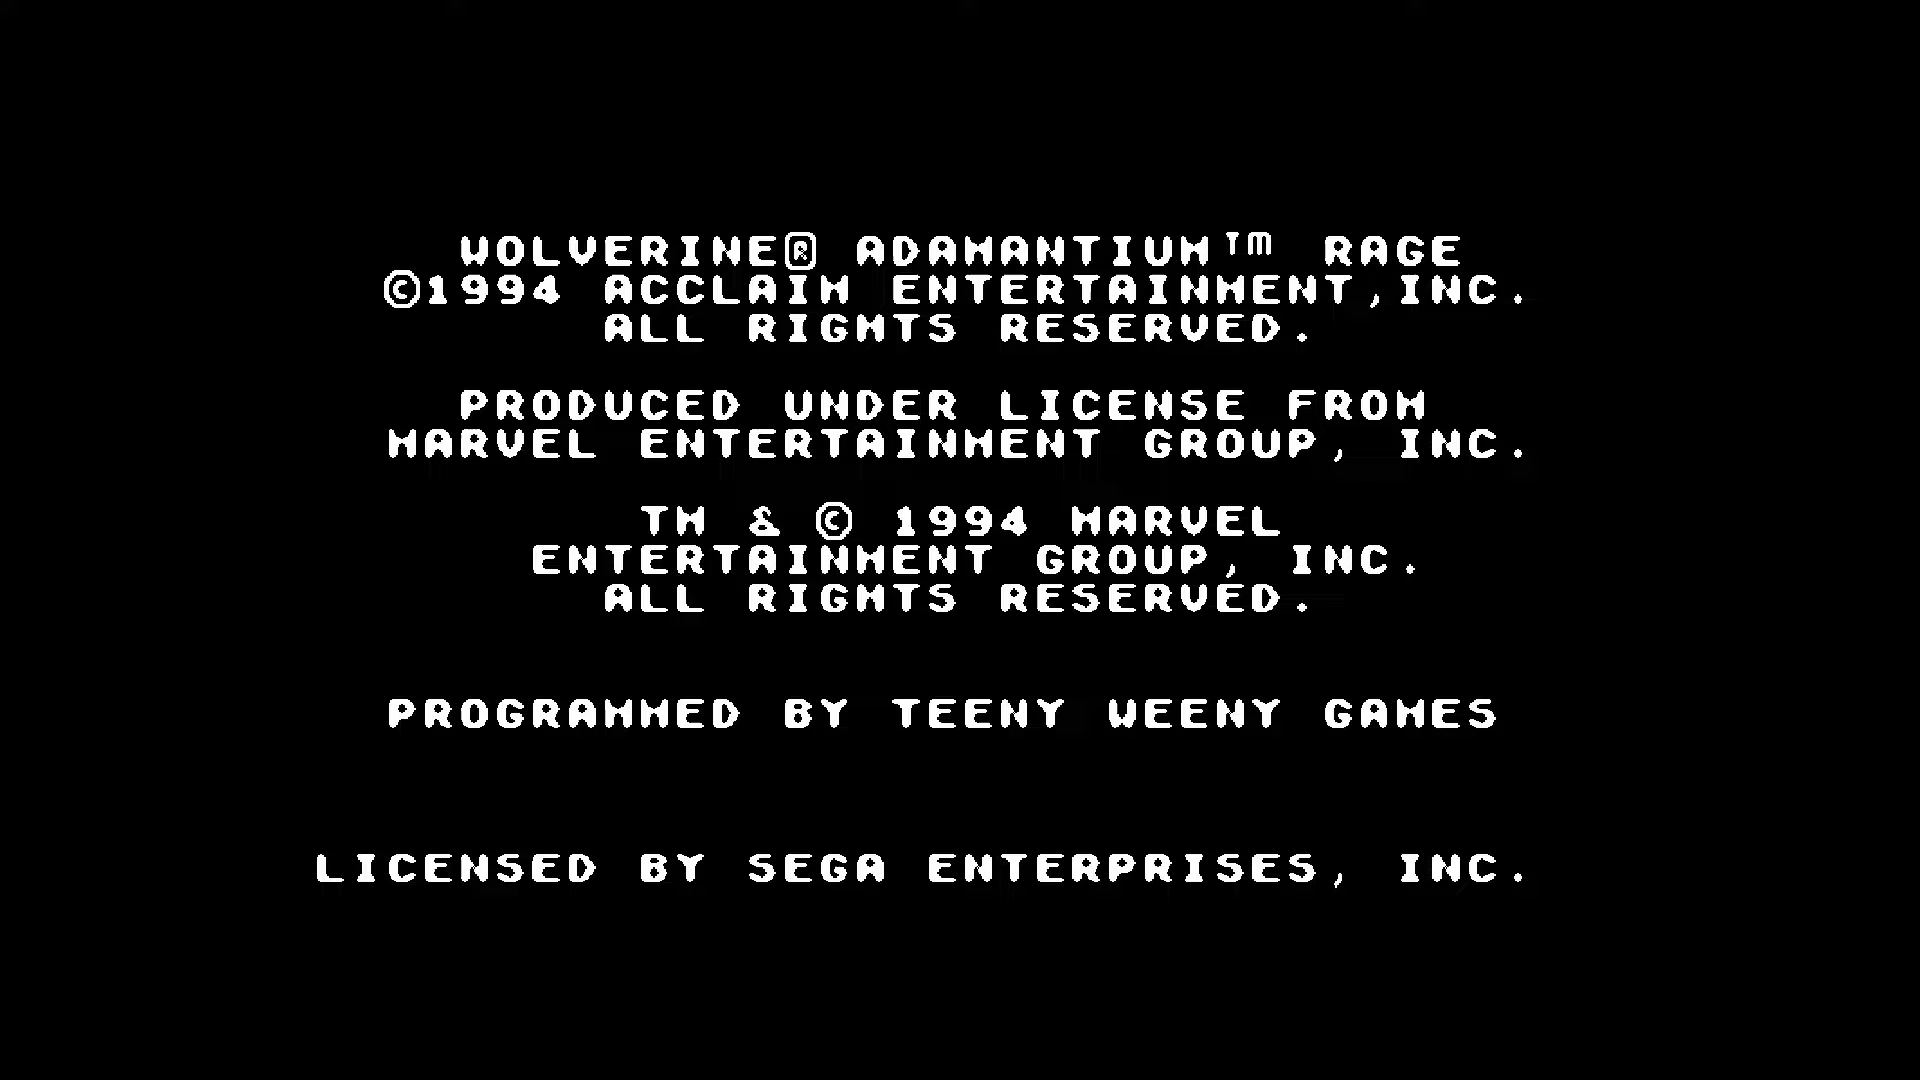 WOLVERINE® ADAMANTIUM™ RAGE
©1994 ACCLAIM ENTERTAINMENT,INC.
ALL RIGHTS RESERVED.
PRODUCED UNDER LICENSE FROM
MARVEL ENTERTAINMENT GROUP, INC.
TM & © 1994 MARVEL
ENTERTAINMENT GROUP, INC.
ALL RIGHTS RESERVED.
PROGRAMMED BY TEENY WEENY GAMES
LICENSED BY SEGA ENTERPRISES, INC.